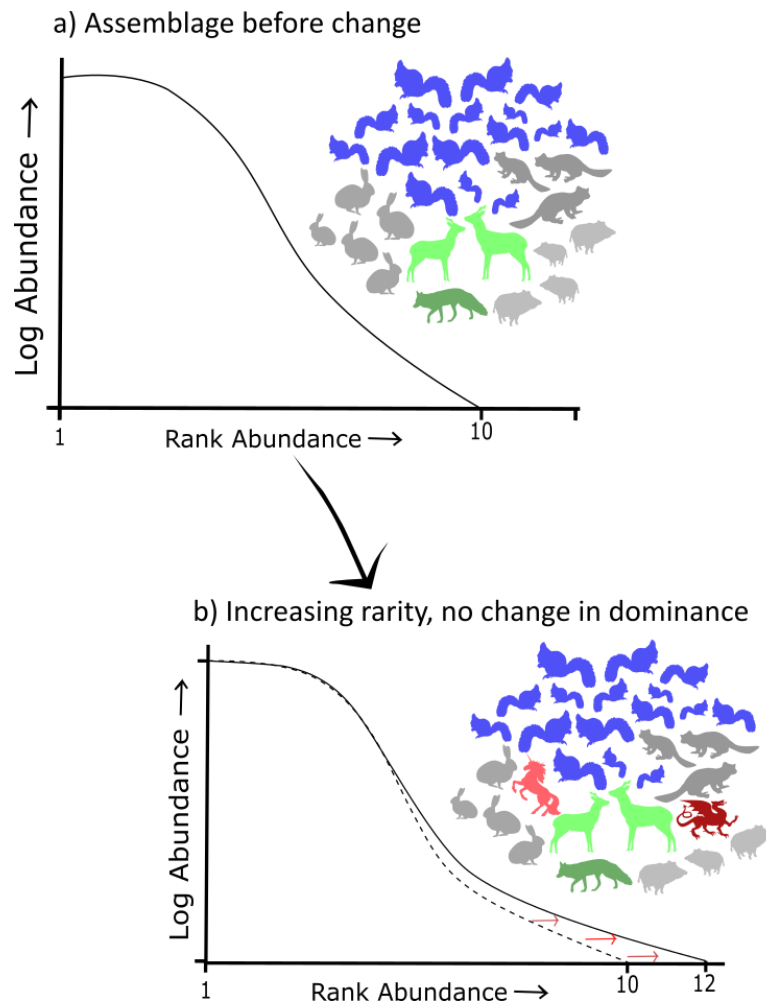 a) Assemblage before change
Log Abundance →
1
10
Rank Abundance →
b) Increasing rarity, no change in dominance
Log Abundance →
1
10
12
Rank Abundance →